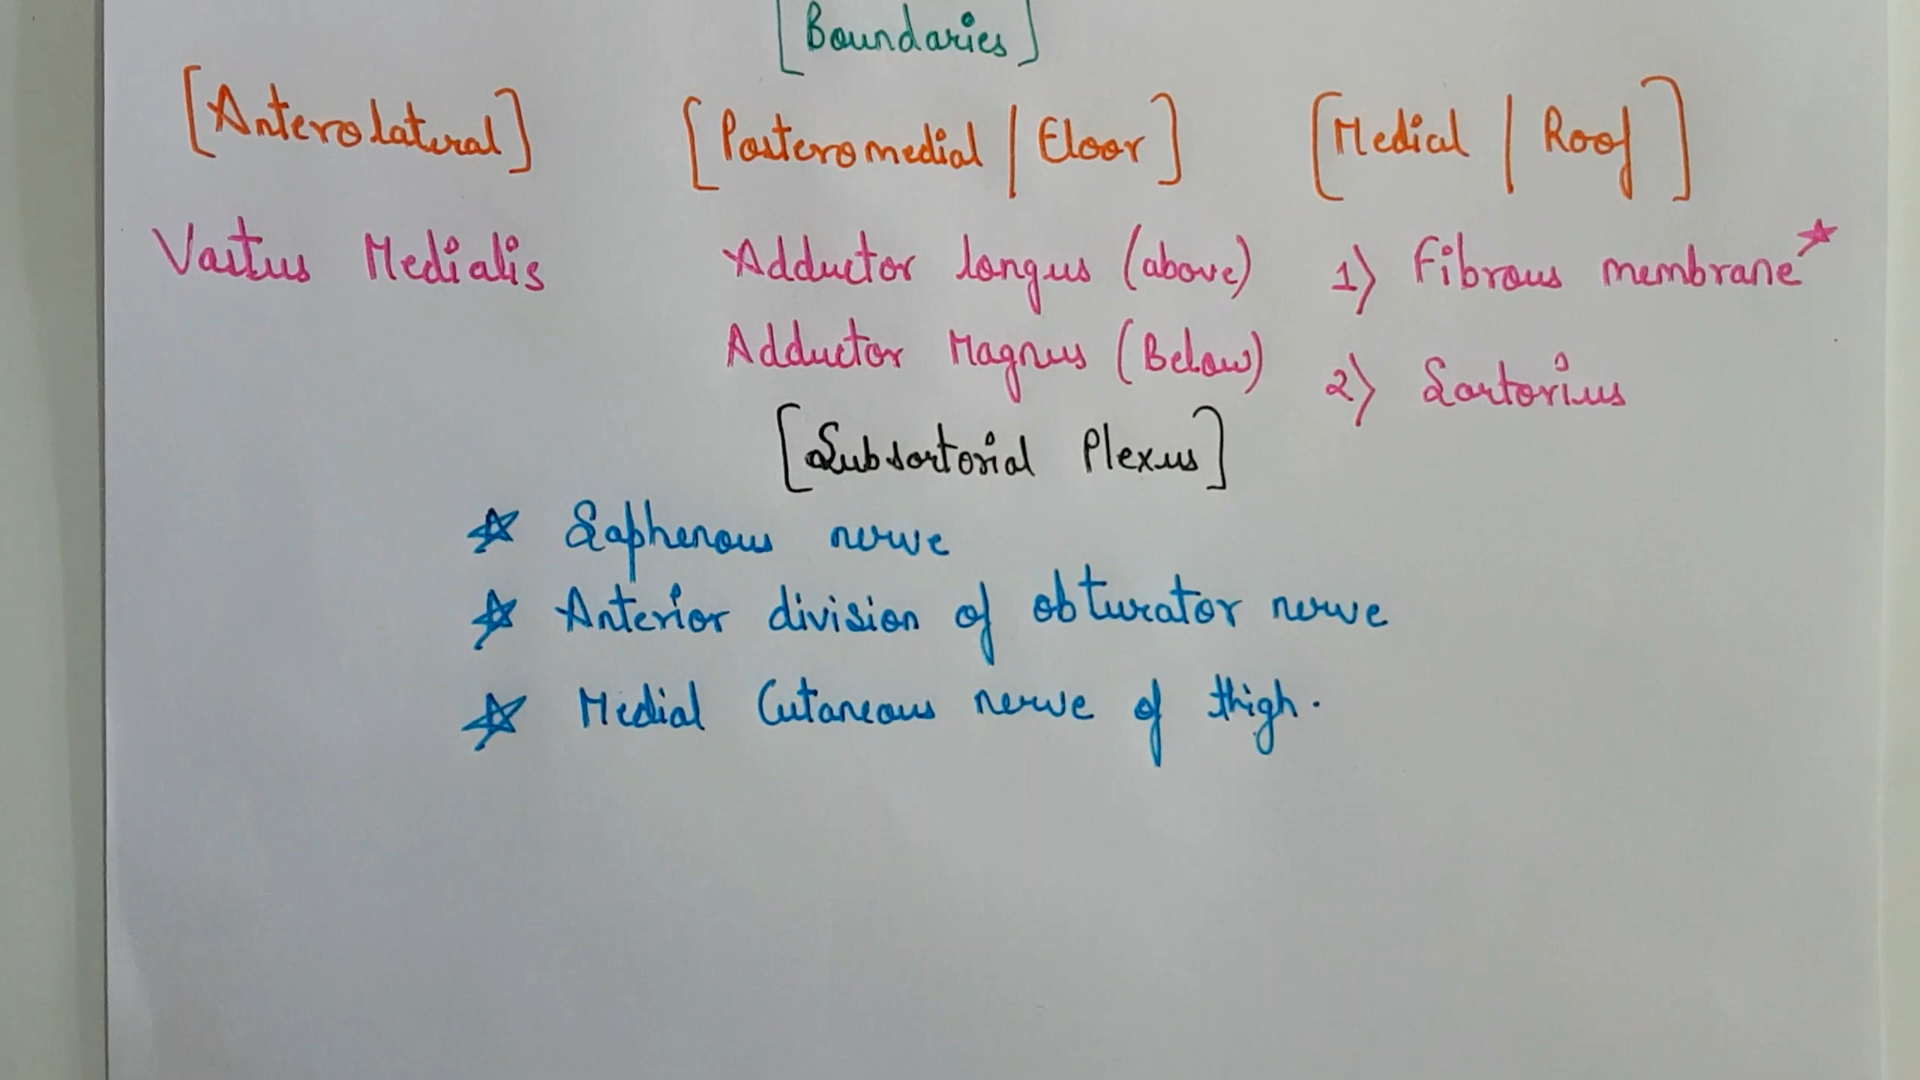 [Boundaries]
[Anterolateral] [Posteromedial | Floor] [Medial | Roof]
Vastus Medialis Adductor longus (above) 1) Fibrous membrane*
Adductor Magnus (Below) 2) Sartorius
[Subsartorial Plexus]
☆ Saphenous nerve
☆ Anterior division of obturator nerve
☆ Medial Cutaneous nerve of thigh.